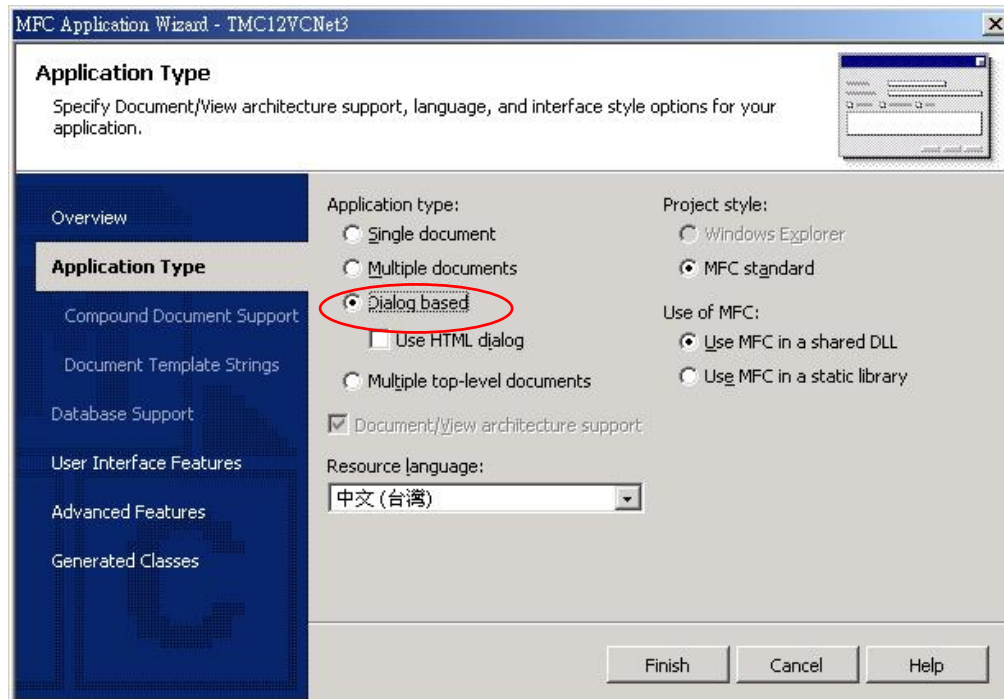 MFC Application Wizard - TMC12VCNet3
Application Type
Specify Document/View architecture support, language, and interface style options for your
application.
Overview
Application Type
Compound Document Support
Document Template Strings
Database Support
User Interface Features
Advanced Features
Generated Classes
Application type:
Single document
Multiple documents
Dialog based
Use HTML dialog
Multiple top-level documents
Document/View architecture support
Resource language:
中文 (台灣)
Project style:
Windows Explorer
MFC standard
Use of MFC:
Use MFC in a shared DLL
Use MFC in a static library
Finish
Cancel
Help